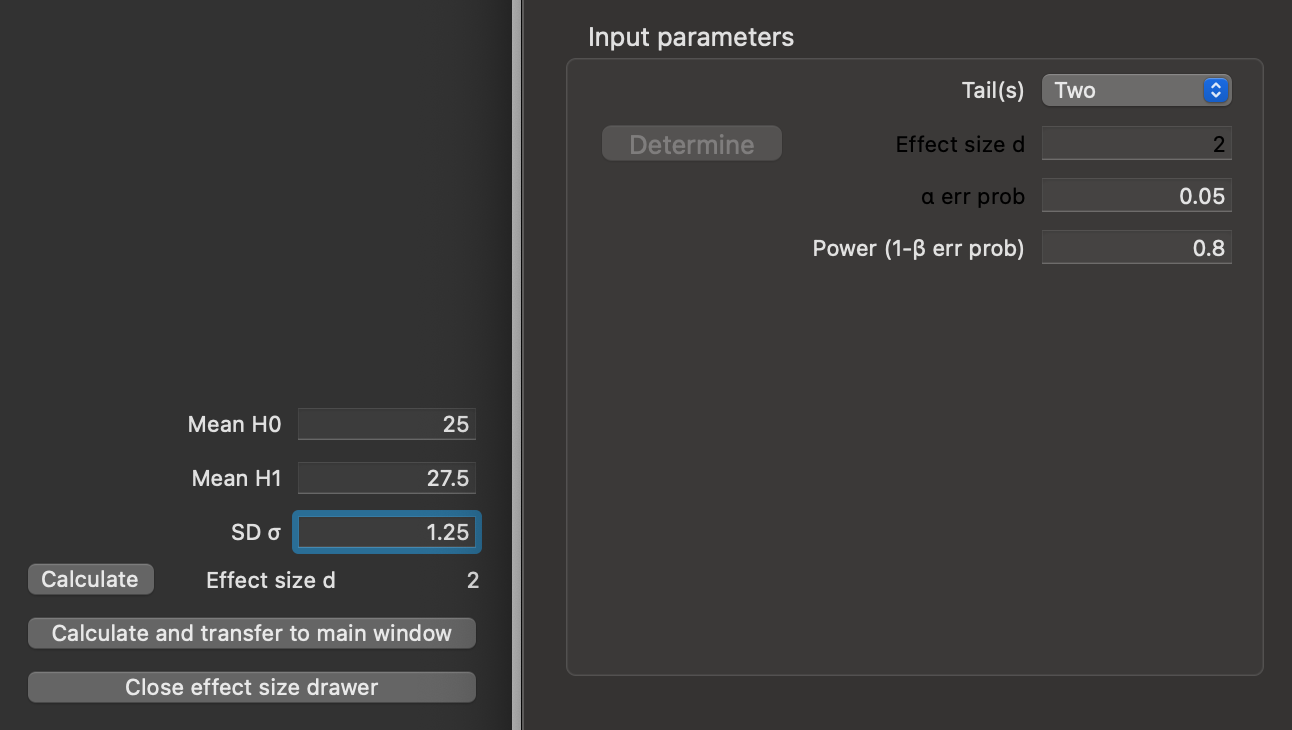 Input parameters
Tail(s) Two
Determine Effect size d 2
α err prob 0.05
Power (1-β err prob) 0.8
Mean H0 25
Mean H1 27.5
SD σ 1.25
Calculate Effect size d 2
Calculate and transfer to main window
Close effect size drawer